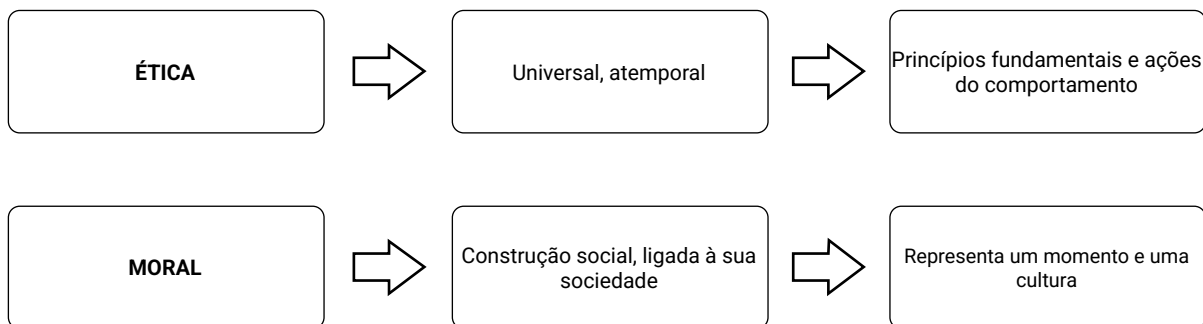 ÉTICA
Universal, atemporal
Princípios fundamentais e ações
do comportamento
MORAL
Construção social, ligada à sua
sociedade
Representa um momento e uma
cultura